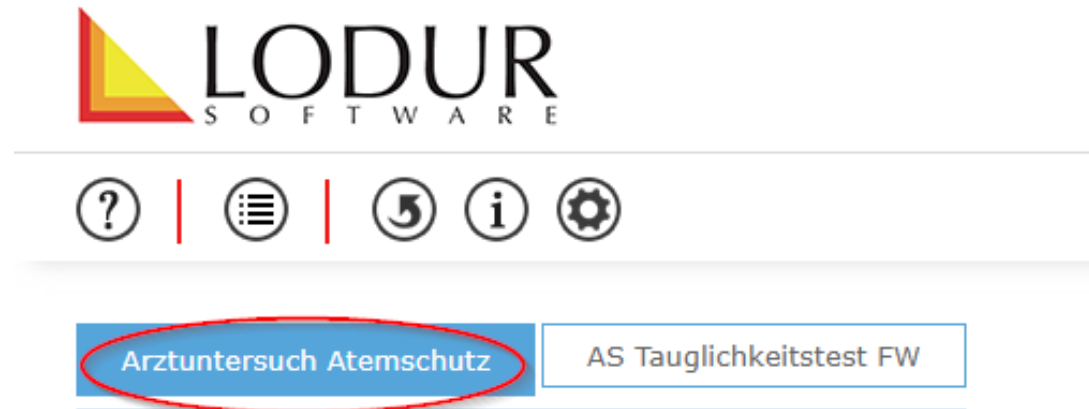 LODUR
SOFTWARE
?
i
Arztuntersuch Atemschutz
AS Tauglichkeitstest FW